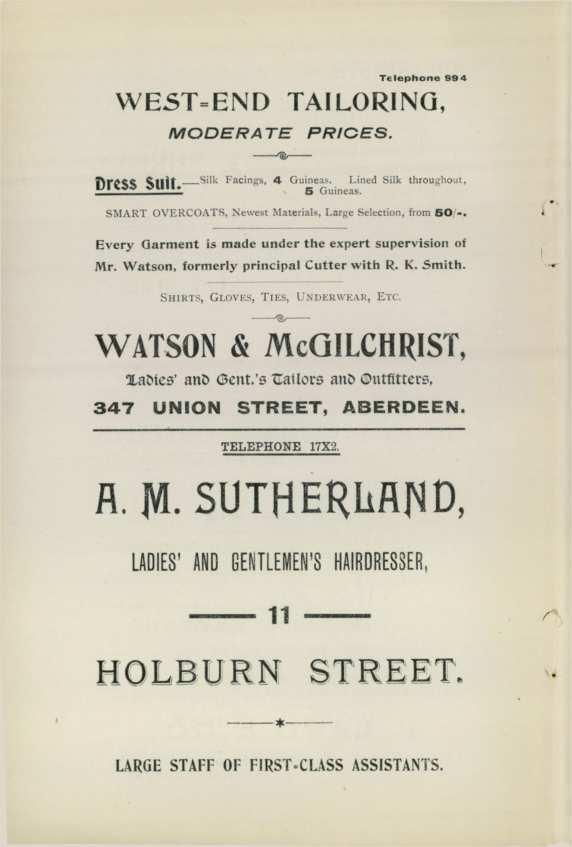 Telephone 994
WEST=END TAILORING,
MODERATE PRICES.
Dress Suit.—Silk Facings, 4 Guineas. Lined Silk throughout,
5 Guineas.
SMART OVERCOATS, Newest Materials, Large Selection, from 50/-.
Every Garment is made under the expert supervision of
Mr. Watson, formerly principal Cutter with R. K. Smith.
SHIRTS, GLOVES, TIES, UNDERWEAR, ETC.
WATSON & McGILCHRIST,
Ladies' and Gent.'s Tailors and Outfitters,
347 UNION STREET, ABERDEEN.
TELEPHONE 17X2.
A. M. SUTHERLAND,
LADIES' AND GENTLEMEN'S HAIRDRESSER,
11
HOLBURN STREET.
LARGE STAFF OF FIRST-CLASS ASSISTANTS.